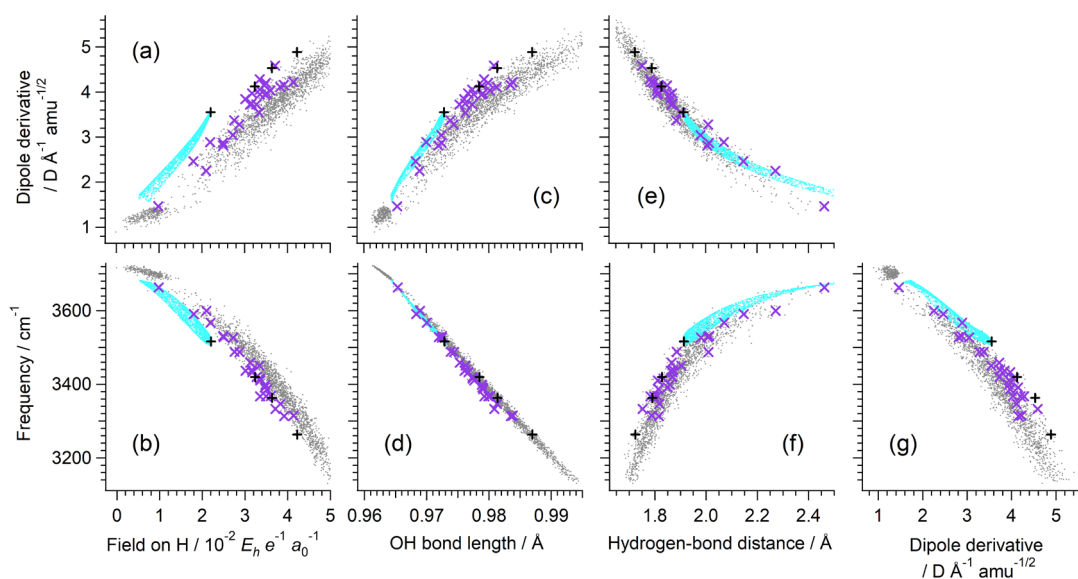 Dipole derivative
/ D Å⁻¹ amu⁻¹ᐟ²
5
4
3
2
1
(a)
(c)
(e)
Frequency / cm⁻¹
3600
3400
3200
(b)
(d)
(f)
(g)
0 1 2 3 4 5
0.96 0.97 0.98 0.99
1.8 2.0 2.2 2.4
1 2 3 4 5
Field on H / 10⁻² Eₕ e⁻¹ a₀⁻¹
OH bond length / Å
Hydrogen-bond distance / Å
Dipole derivative
/ D Å⁻¹ amu⁻¹ᐟ²